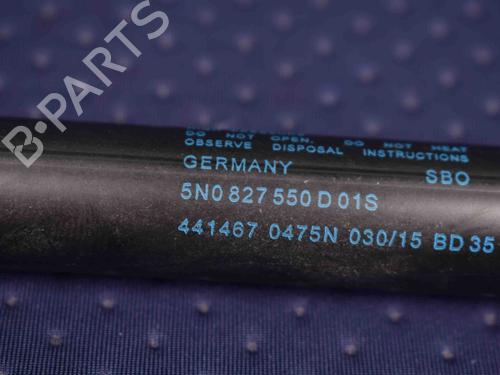 B-PARTS
DO NOT OPEN, DO NOT HEAT
OBSERVE DISPOSAL INSTRUCTIONS
GERMANY SBO
5N0 827 550 D 01S
441467 0475N 030/15 BD 35